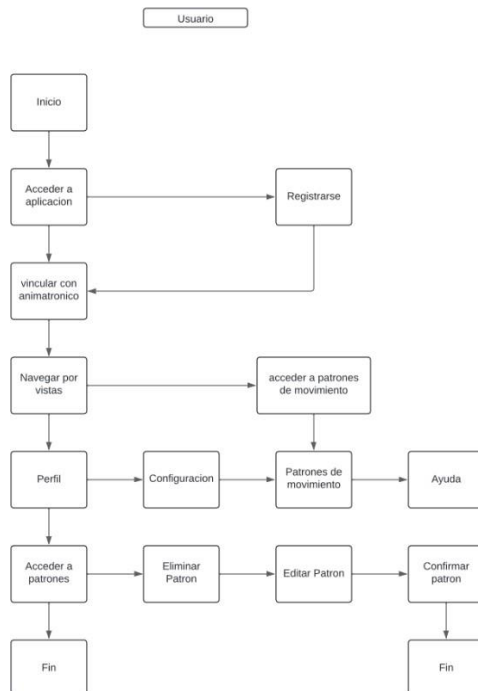 Usuario
Inicio
Acceder a
aplicacion
Registrarse
vincular con
animatronico
Navegar por
vistas
acceder a patrones
de movimiento
Perfil
Configuracion
Patrones de
movimiento
Ayuda
Acceder a
patrones
Eliminar
Patron
Editar Patron
Confirmar
patron
Fin
Fin